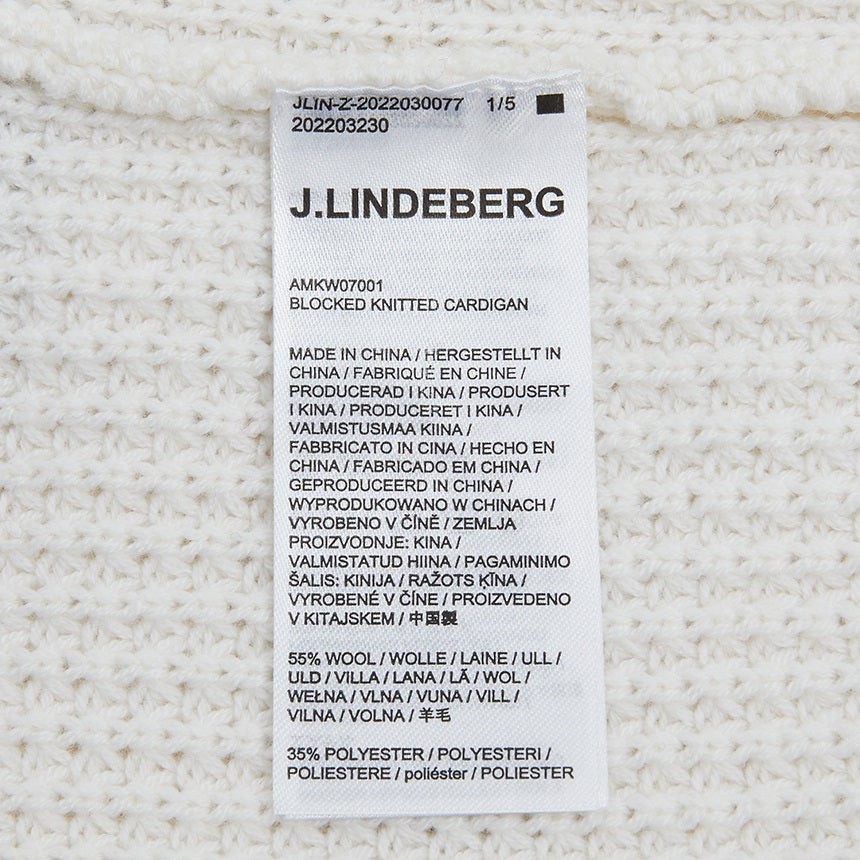 JLIN-Z-2022030077 1/5
202203230
J.LINDEBERG
AMKW07001
BLOCKED KNITTED CARDIGAN
MADE IN CHINA / HERGESTELLT IN
CHINA / FABRIQUÉ EN CHINE /
PRODUCERAD I KINA / PRODUSERT
I KINA / PRODUCERET I KINA /
VALMISTUSMAA KIINA /
FABBRICATO IN CINA / HECHO EN
CHINA / FABRICADO EM CHINA /
GEPRODUCEERD IN CHINA /
WYPRODUKOWANO W CHINACH /
VYROBENO V ČÍNĚ / ZEMLJA
PROIZVODNJE: KINA /
VALMISTATUD HIINA / PAGAMINIMO
ŠALIS: KINIJA / RAŽOTS ĶĪNA /
VYROBENÉ V ČÍNE / PROIZVEDENO
V KITAJSKEM / 中国製
55% WOOL / WOLLE / LAINE / ULL /
ULD / VILLA / LANA / LÃ / WOL /
WEŁNA / VLNA / VUNA / VILL /
VILNA / VOLNA / 羊毛
35% POLYESTER / POLYESTERI /
POLIESTERE / poliéster / POLIESTER